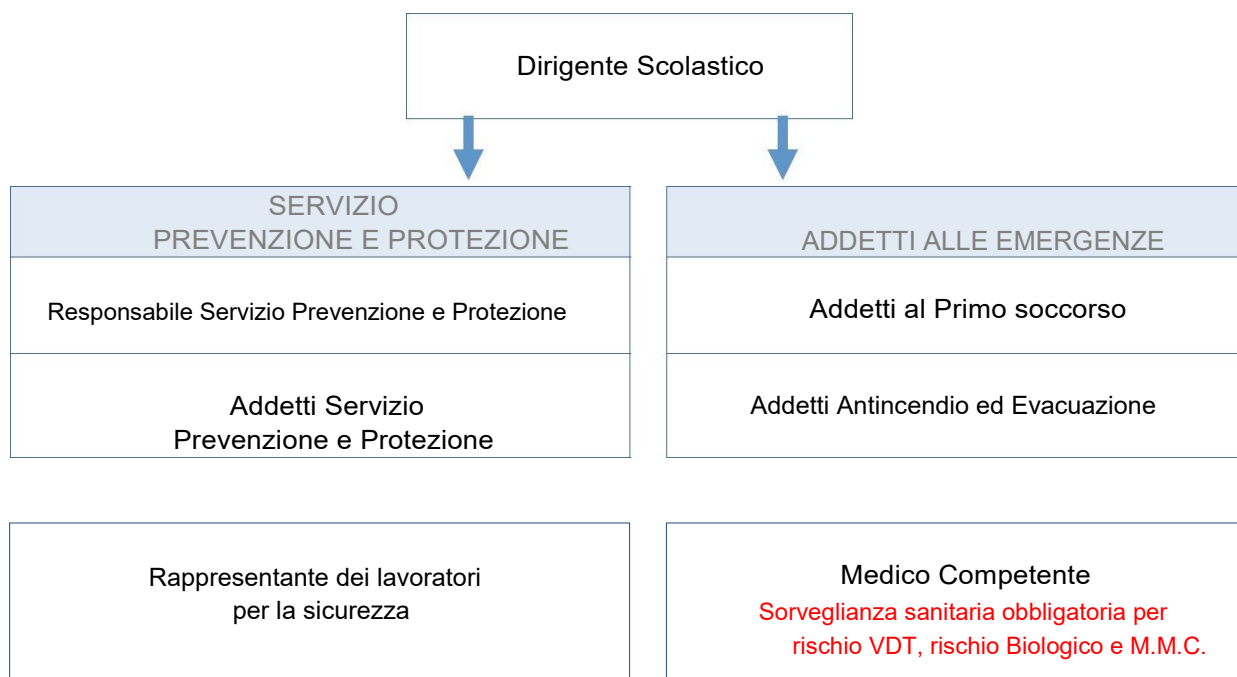 Dirigente Scolastico
SERVIZIO
PREVENZIONE E PROTEZIONE
Responsabile Servizio Prevenzione e Protezione
Addetti Servizio
Prevenzione e Protezione
ADDETTI ALLE EMERGENZE
Addetti al Primo soccorso
Addetti Antincendio ed Evacuazione
Rappresentante dei lavoratori
per la sicurezza
Medico Competente
Sorveglianza sanitaria obbligatoria per
rischio VDT, rischio Biologico e M.M.C.